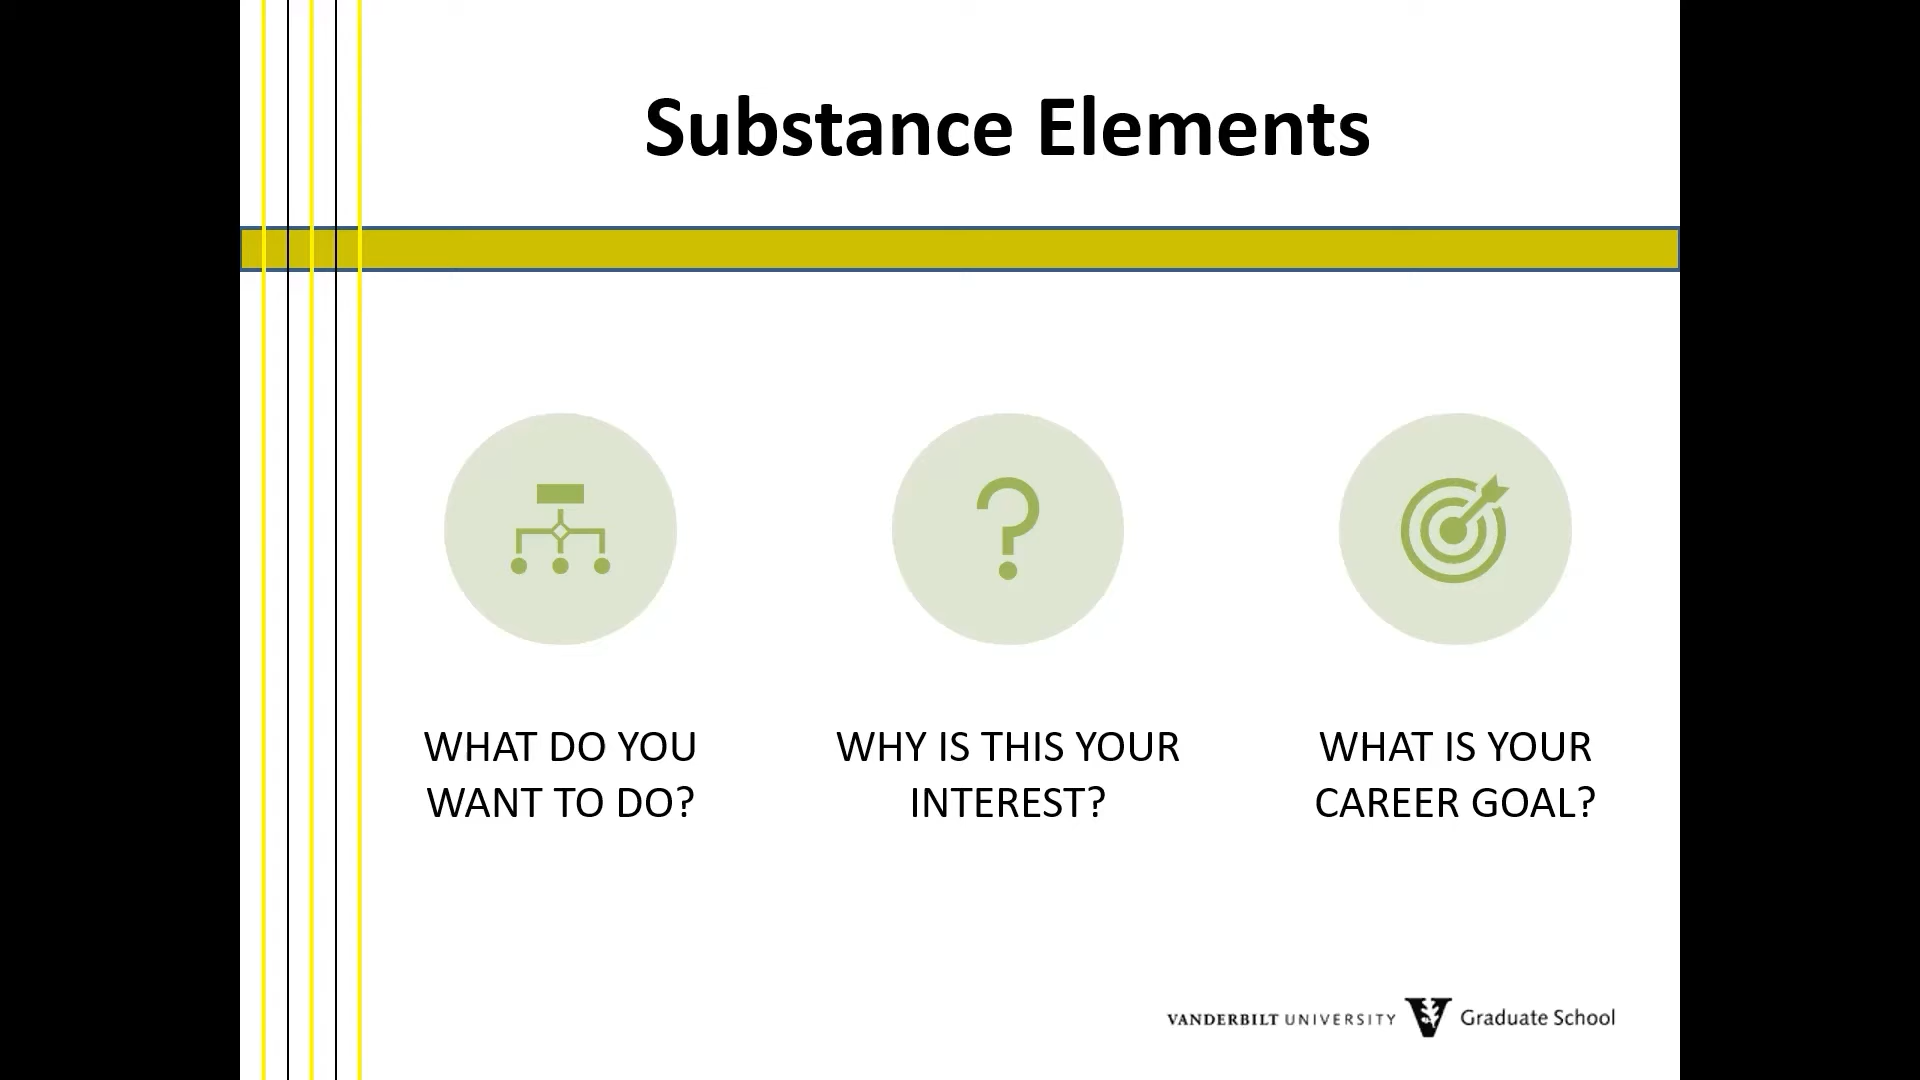 Substance Elements
WHAT DO YOU
WANT TO DO?
WHY IS THIS YOUR
INTEREST?
WHAT IS YOUR
CAREER GOAL?
VANDERBILT UNIVERSITY V Graduate School